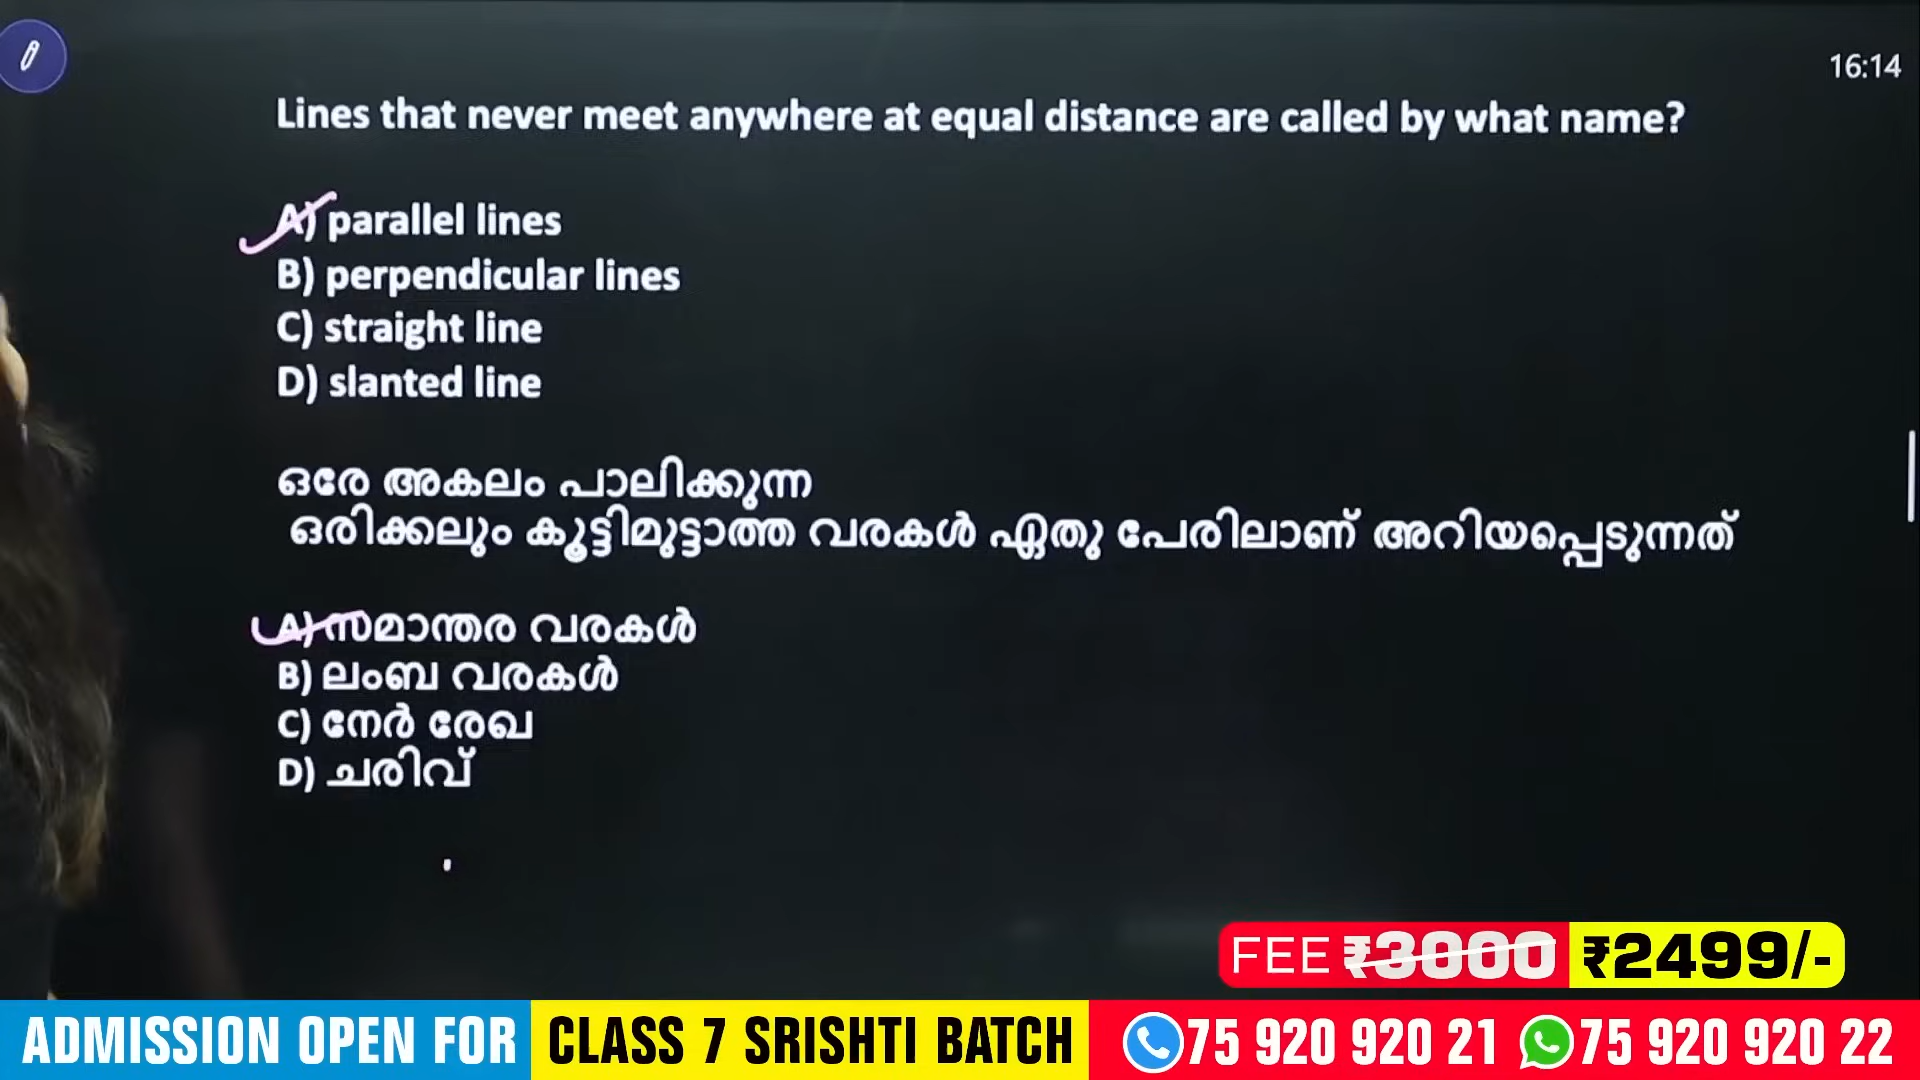 16:14
Lines that never meet anywhere at equal distance are called by what name?
A) parallel lines
B) perpendicular lines
C) straight line
D) slanted line
ഒരേ അകലം പാലിക്കുന്ന
ഒരിക്കലും കൂട്ടിമുട്ടാത്ത വരകൾ ഏതു പേരിലാണ് അറിയപ്പെടുന്നത്
A) സമാന്തര വരകൾ
B) ലംബ വരകൾ
C) നേർ രേഖ
D) ചരിവ്
FEE ₹3000 ₹2499/-
ADMISSION OPEN FOR CLASS 7 SRISHTI BATCH 75 920 920 21 75 920 920 22